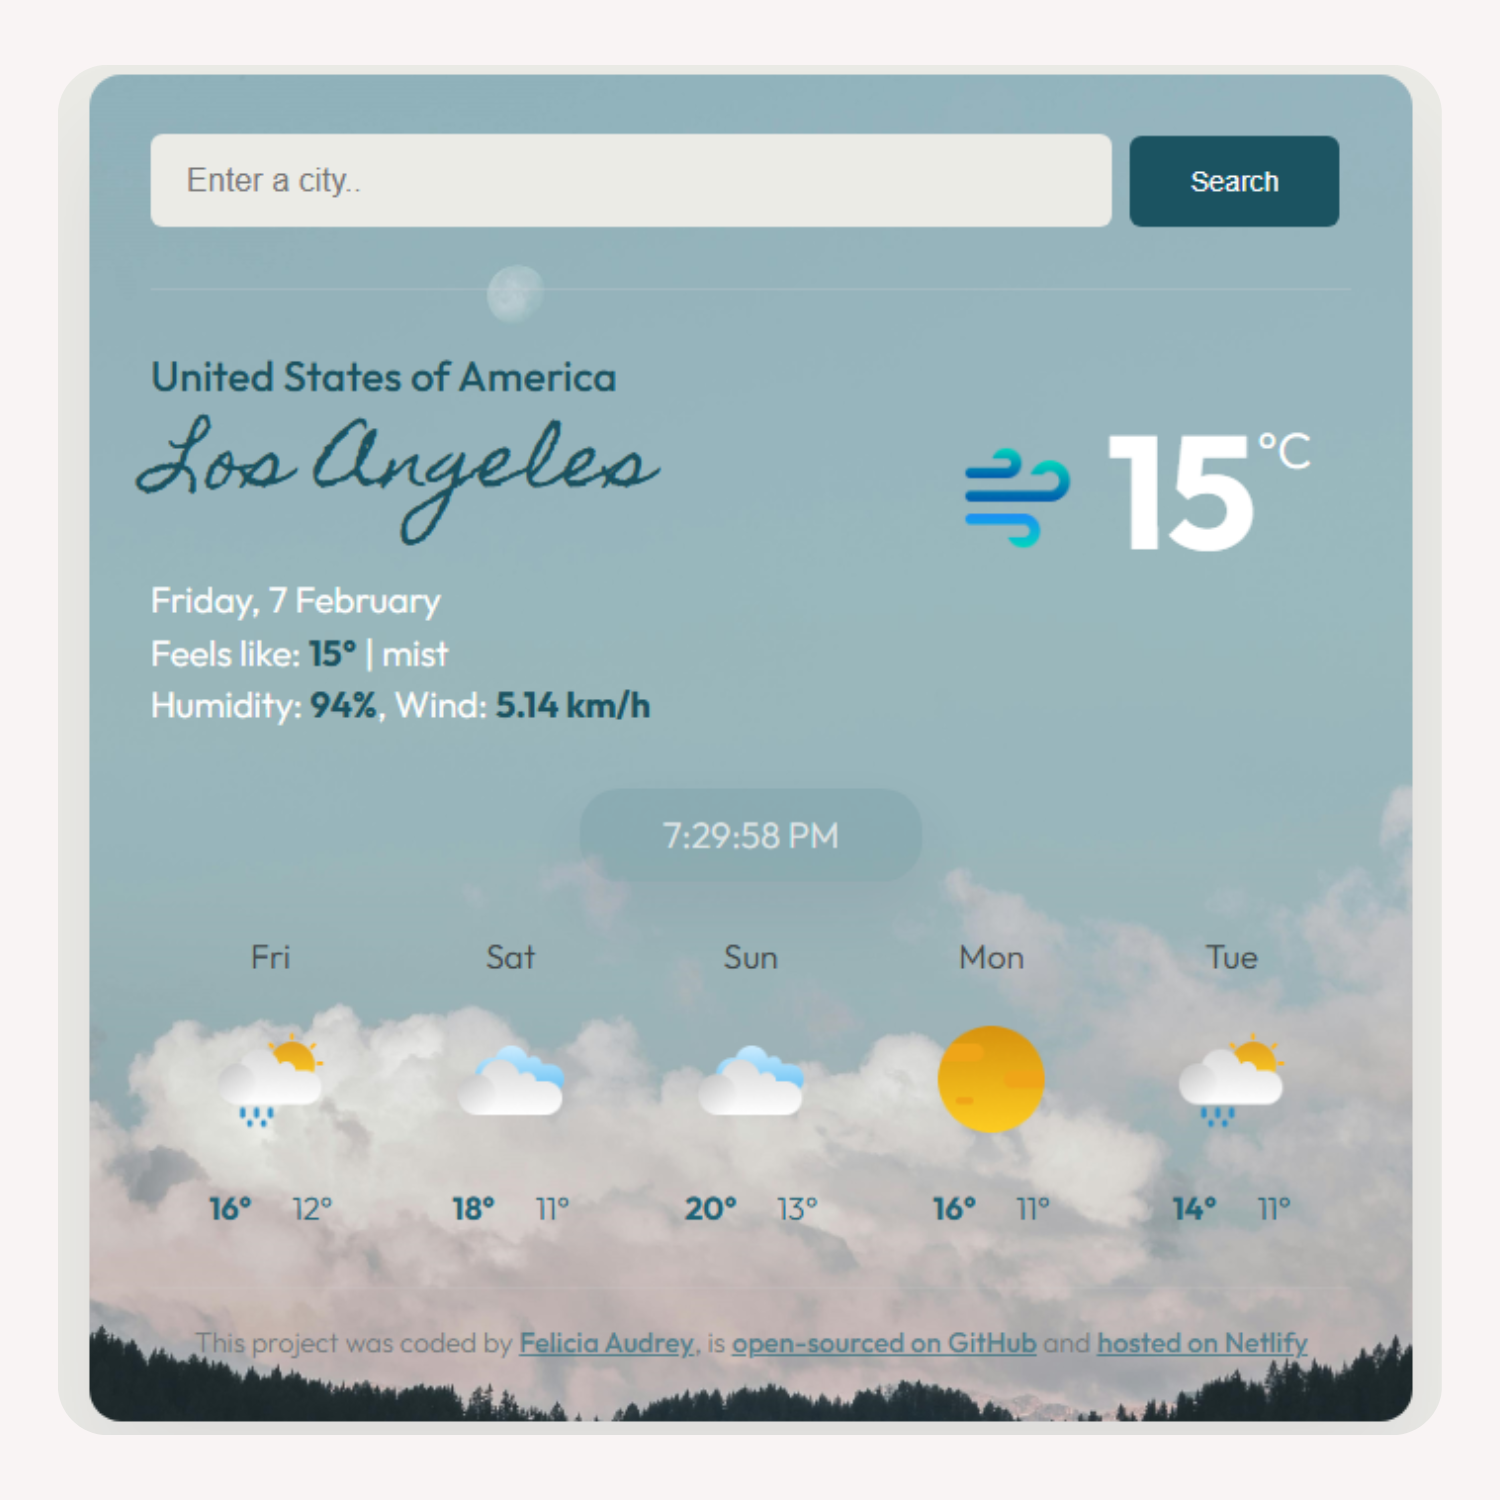 Enter a city..
Search
United States of America
Los Angeles
15°C
Friday, 7 February
Feels like: 15° | mist
Humidity: 94%, Wind: 5.14 km/h
7:29:58 PM
Fri Sat Sun Mon Tue
16° 12° 18° 11° 20° 13° 16° 11° 14° 11°
This project was coded by Felicia Audrey, is open-sourced on GitHub and hosted on Netlify